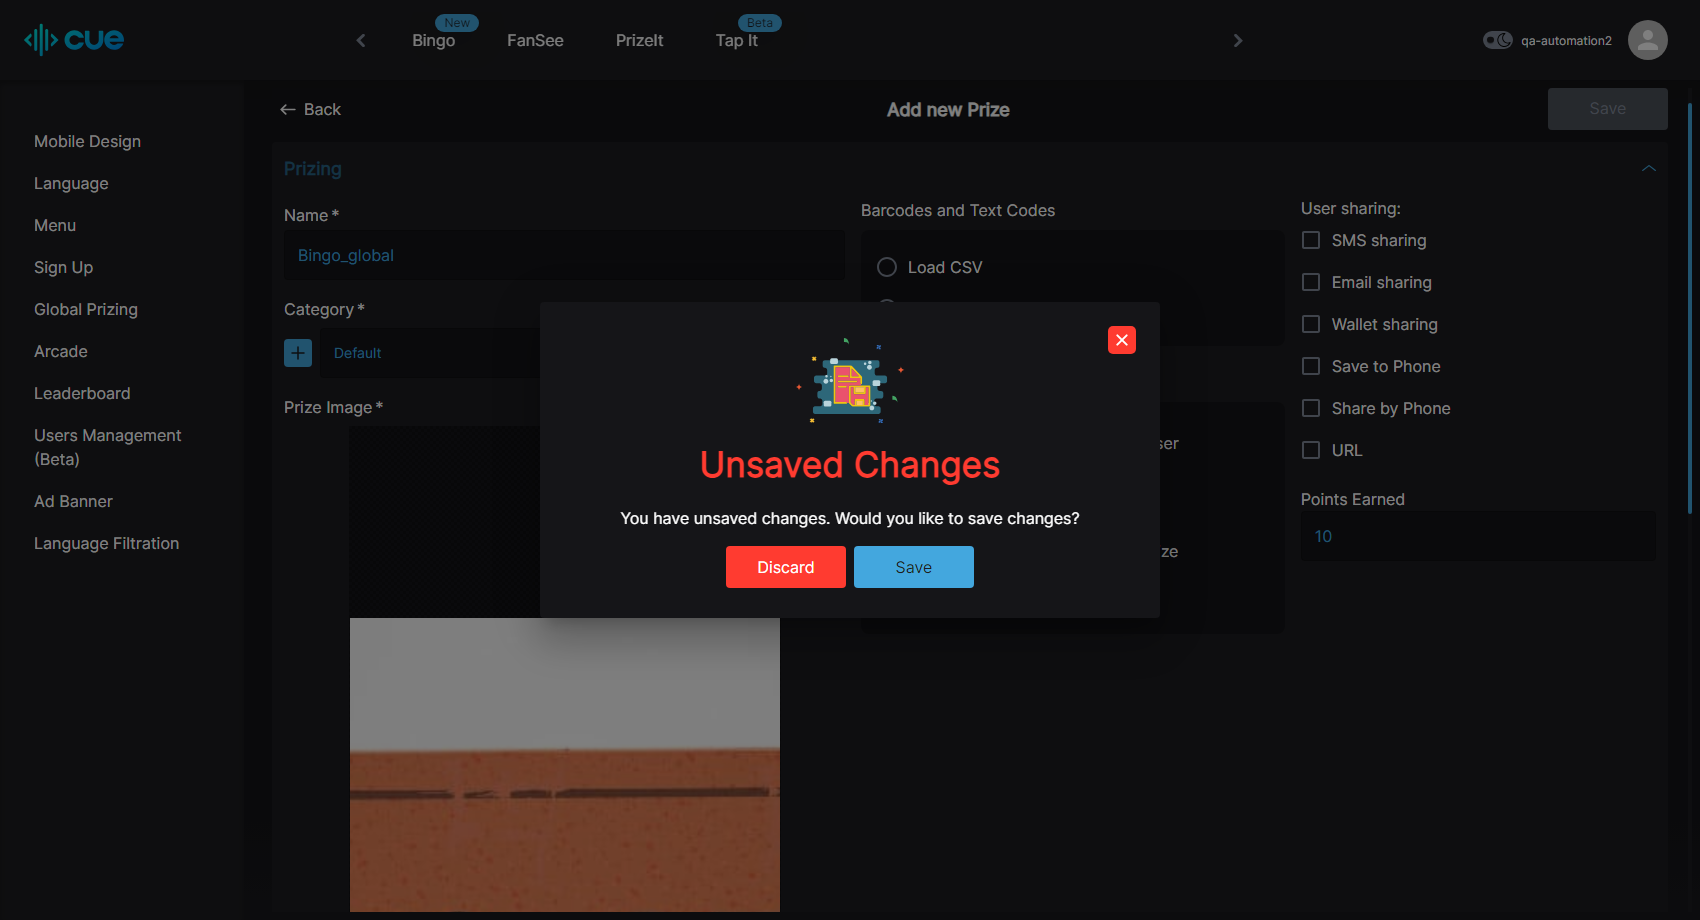 cue
Bingo
New
FanSee
PrizeIt
Tap It
Beta
qa-automation2
Back
Add new Prize
Save
Mobile Design
Language
Menu
Sign Up
Global Prizing
Arcade
Leaderboard
Users Management
(Beta)
Ad Banner
Language Filtration
Prizing
Name *
Bingo_global
Category *
Default
Prize Image *
Barcodes and Text Codes
Load CSV
ser
ze
User sharing:
SMS sharing
Email sharing
Wallet sharing
Save to Phone
Share by Phone
URL
Points Earned
10
Unsaved Changes
You have unsaved changes. Would you like to save changes?
Discard
Save